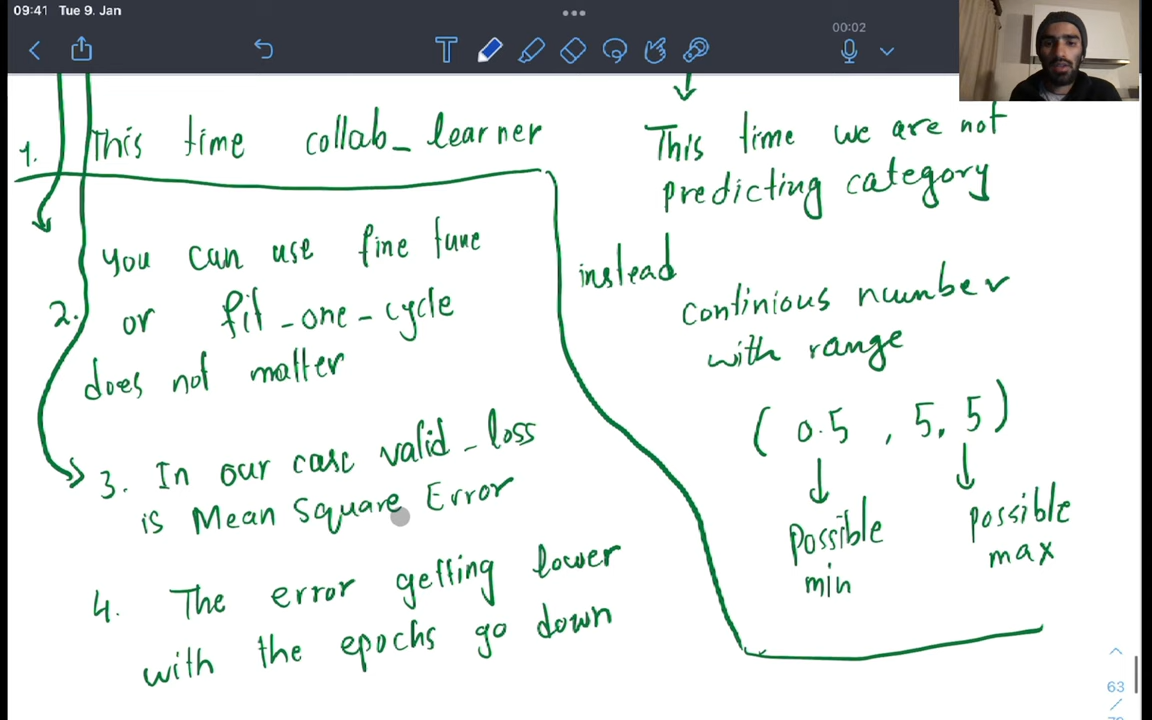 09:41 Tue 9. Jan
00:02
1. This time collab_learner
2. you can use fine tune
or fit_one_cycle
does not matter
3. In our case valid_loss
is Mean Square Error
4. The error getting lower
with the epochs go down
This time we are not
predicting category
instead
continious number
with range
( 0.5 , 5,5 )
possible
min
possible
max
63